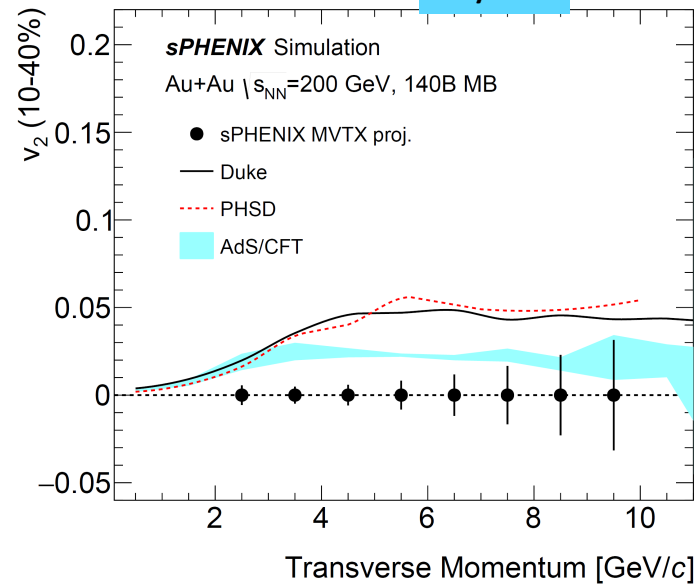 sPHENIX Simulation
Au+Au \s_NN=200 GeV, 140B MB
sPHENIX MVTX proj.
Duke
PHSD
AdS/CFT
v_2 (10-40%)
0.2
0.15
0.1
0.05
0
−0.05
2 4 6 8 10
Transverse Momentum [GeV/c]